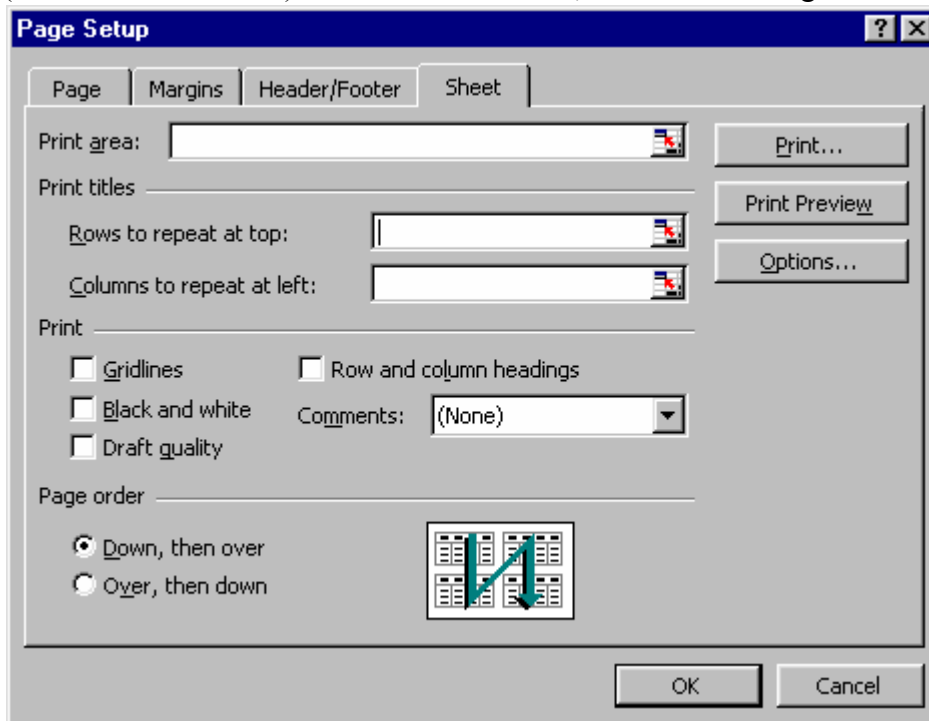 Page Setup
Page Margins Header/Footer Sheet
Print area:
Print...
Print titles
Print Preview
Rows to repeat at top:
Options...
Columns to repeat at left:
Print
Gridlines Row and column headings
Black and white Comments: (None)
Draft quality
Page order
Down, then over
Over, then down
OK Cancel